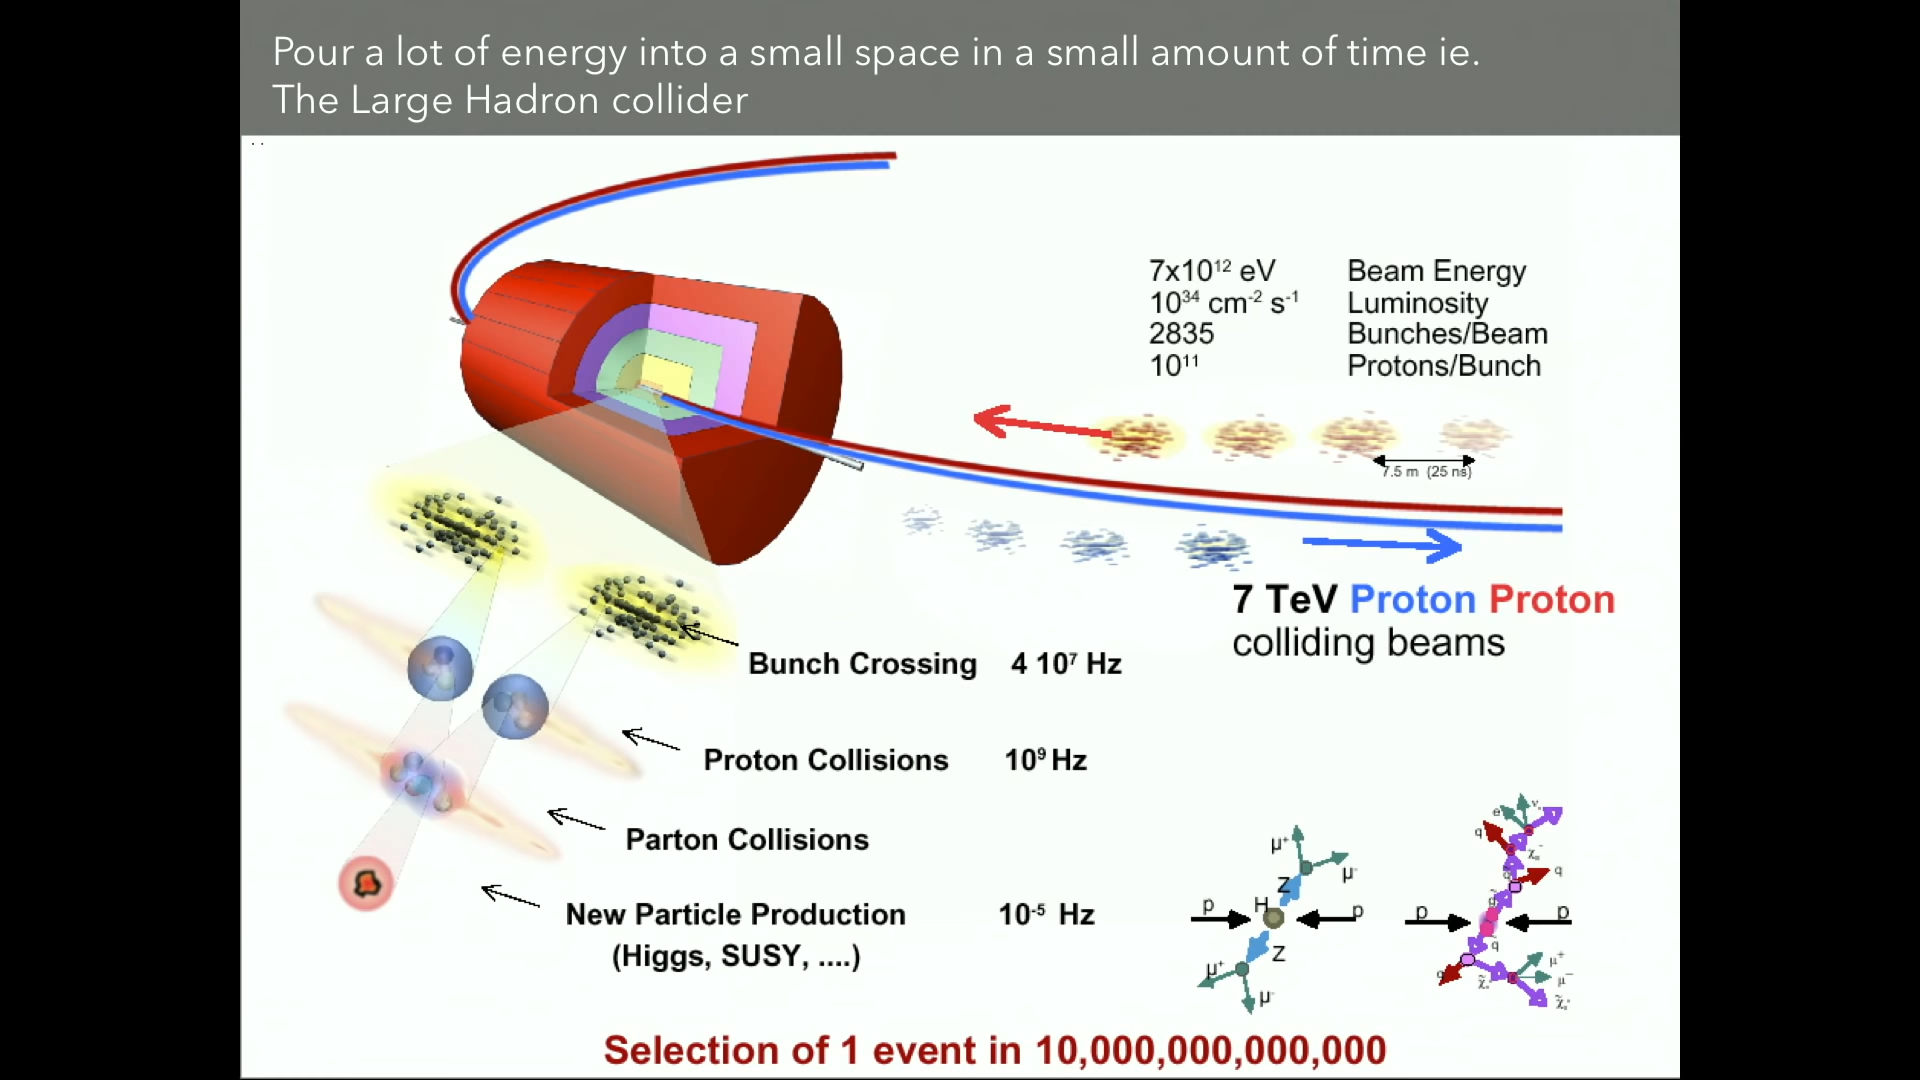 Pour a lot of energy into a small space in a small amount of time ie.
The Large Hadron collider
7x10¹² eV Beam Energy
10³⁴ cm⁻² s⁻¹ Luminosity
2835 Bunches/Beam
10¹¹ Protons/Bunch
7.5 m (25 ns)
7 TeV Proton Proton
colliding beams
Bunch Crossing 4 10⁷ Hz
Proton Collisions 10⁹ Hz
Parton Collisions
New Particle Production 10⁻⁵ Hz
(Higgs, SUSY, ....)
μ⁺
μ⁻
Z
p H p
Z
μ⁺
μ⁻
q
q
p p
q
μ⁺
μ⁻
Selection of 1 event in 10,000,000,000,000